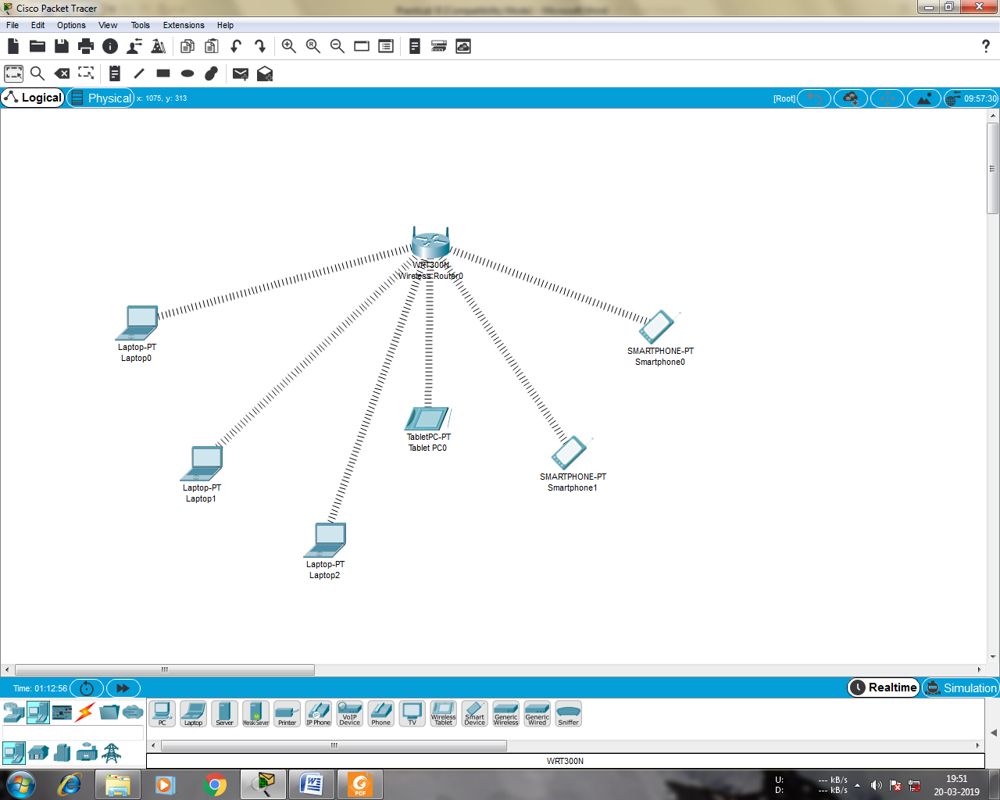 Cisco Packet Tracer
File Edit Options View Tools Extensions Help
Logical Physical x: 1075, y: 313 [Root] 09:57:30
WRT300N
Wireless Router0
Laptop-PT
Laptop0
SMARTPHONE-PT
Smartphone0
TabletPC-PT
Tablet PC0
Laptop-PT
Laptop1
SMARTPHONE-PT
Smartphone1
Laptop-PT
Laptop2
Time: 01:12:56 Realtime Simulation
PC Laptop Server Meraki Server Printer IP Phone VoIP Device Phone TV Wireless Tablet Smart Device Generic Wireless Generic Wired Sniffer
WRT300N
U: --- kB/s
D: --- kB/s
19:51
20-03-2019